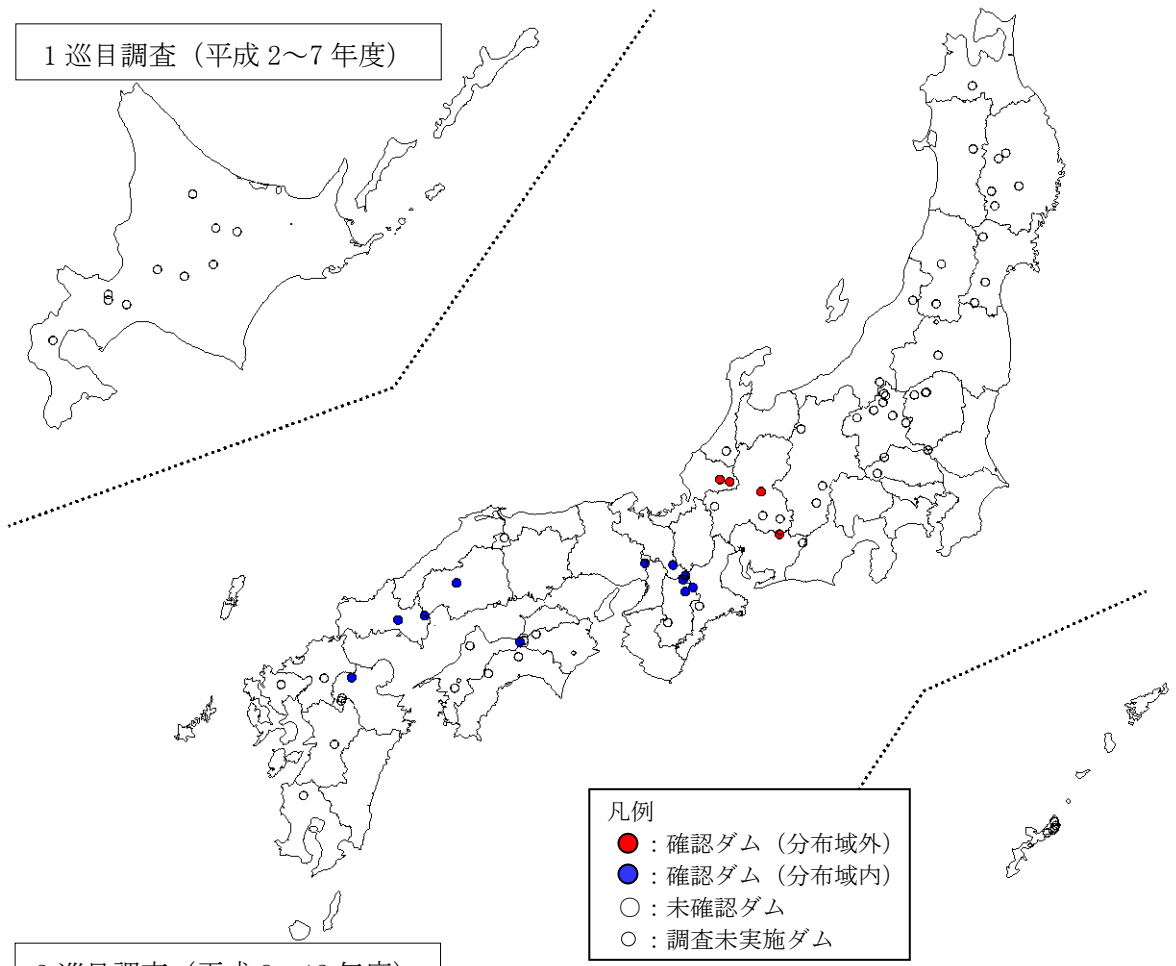 1 巡目調査（平成 2～7 年度）
凡例
●：確認ダム（分布域外）
●：確認ダム（分布域内）
○：未確認ダム
○：調査未実施ダム